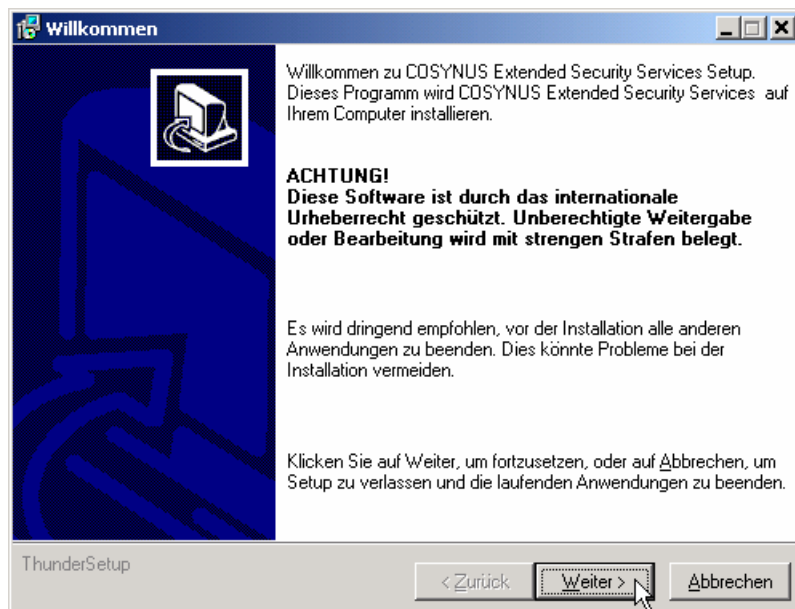 Willkommen
Willkommen zu COSYNUS Extended Security Services Setup.
Dieses Programm wird COSYNUS Extended Security Services auf
Ihrem Computer installieren.
ACHTUNG!
Diese Software ist durch das internationale
Urheberrecht geschützt. Unberechtigte Weitergabe
oder Bearbeitung wird mit strengen Strafen belegt.
Es wird dringend empfohlen, vor der Installation alle anderen
Anwendungen zu beenden. Dies könnte Probleme bei der
Installation vermeiden.
Klicken Sie auf Weiter, um fortzusetzen, oder auf Abbrechen, um
Setup zu verlassen und die laufenden Anwendungen zu beenden.
ThunderSetup
< Zurück Weiter > Abbrechen